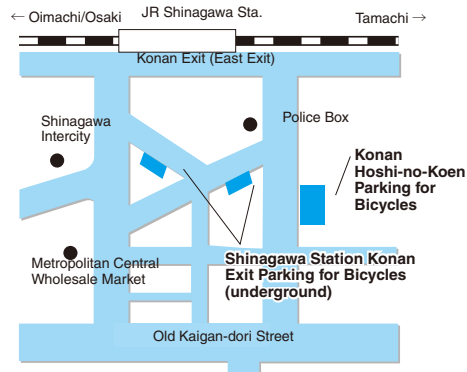 ← Oimachi/Osaki
JR Shinagawa Sta.
Tamachi →
Konan Exit (East Exit)
Shinagawa
Intercity
Police Box
Konan
Hoshi-no-Koen
Parking for
Bicycles
Shinagawa Station Konan
Exit Parking for Bicycles
(underground)
Metropolitan Central
Wholesale Market
Old Kaigan-dori Street